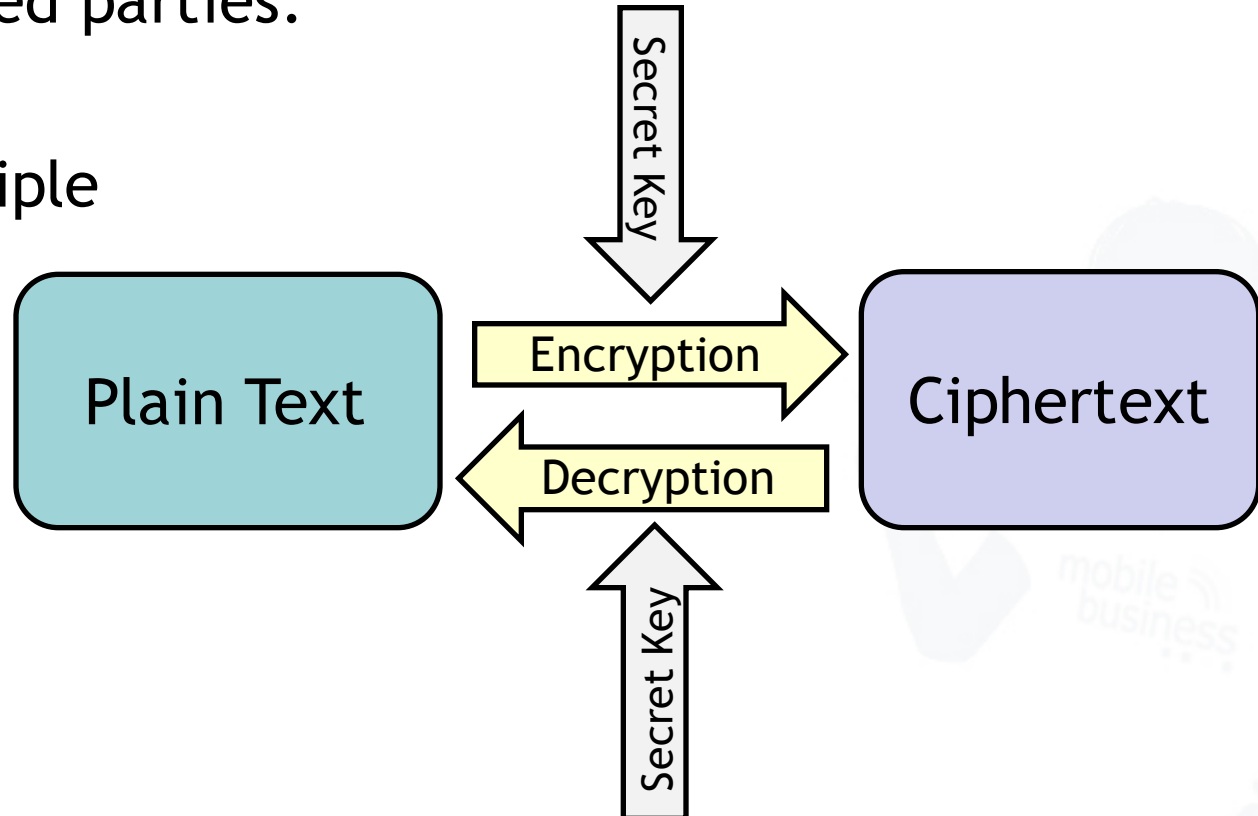 ed parties.
iple
Secret Key
Encryption
Plain Text
Ciphertext
Decryption
Secret Key
mobile
business